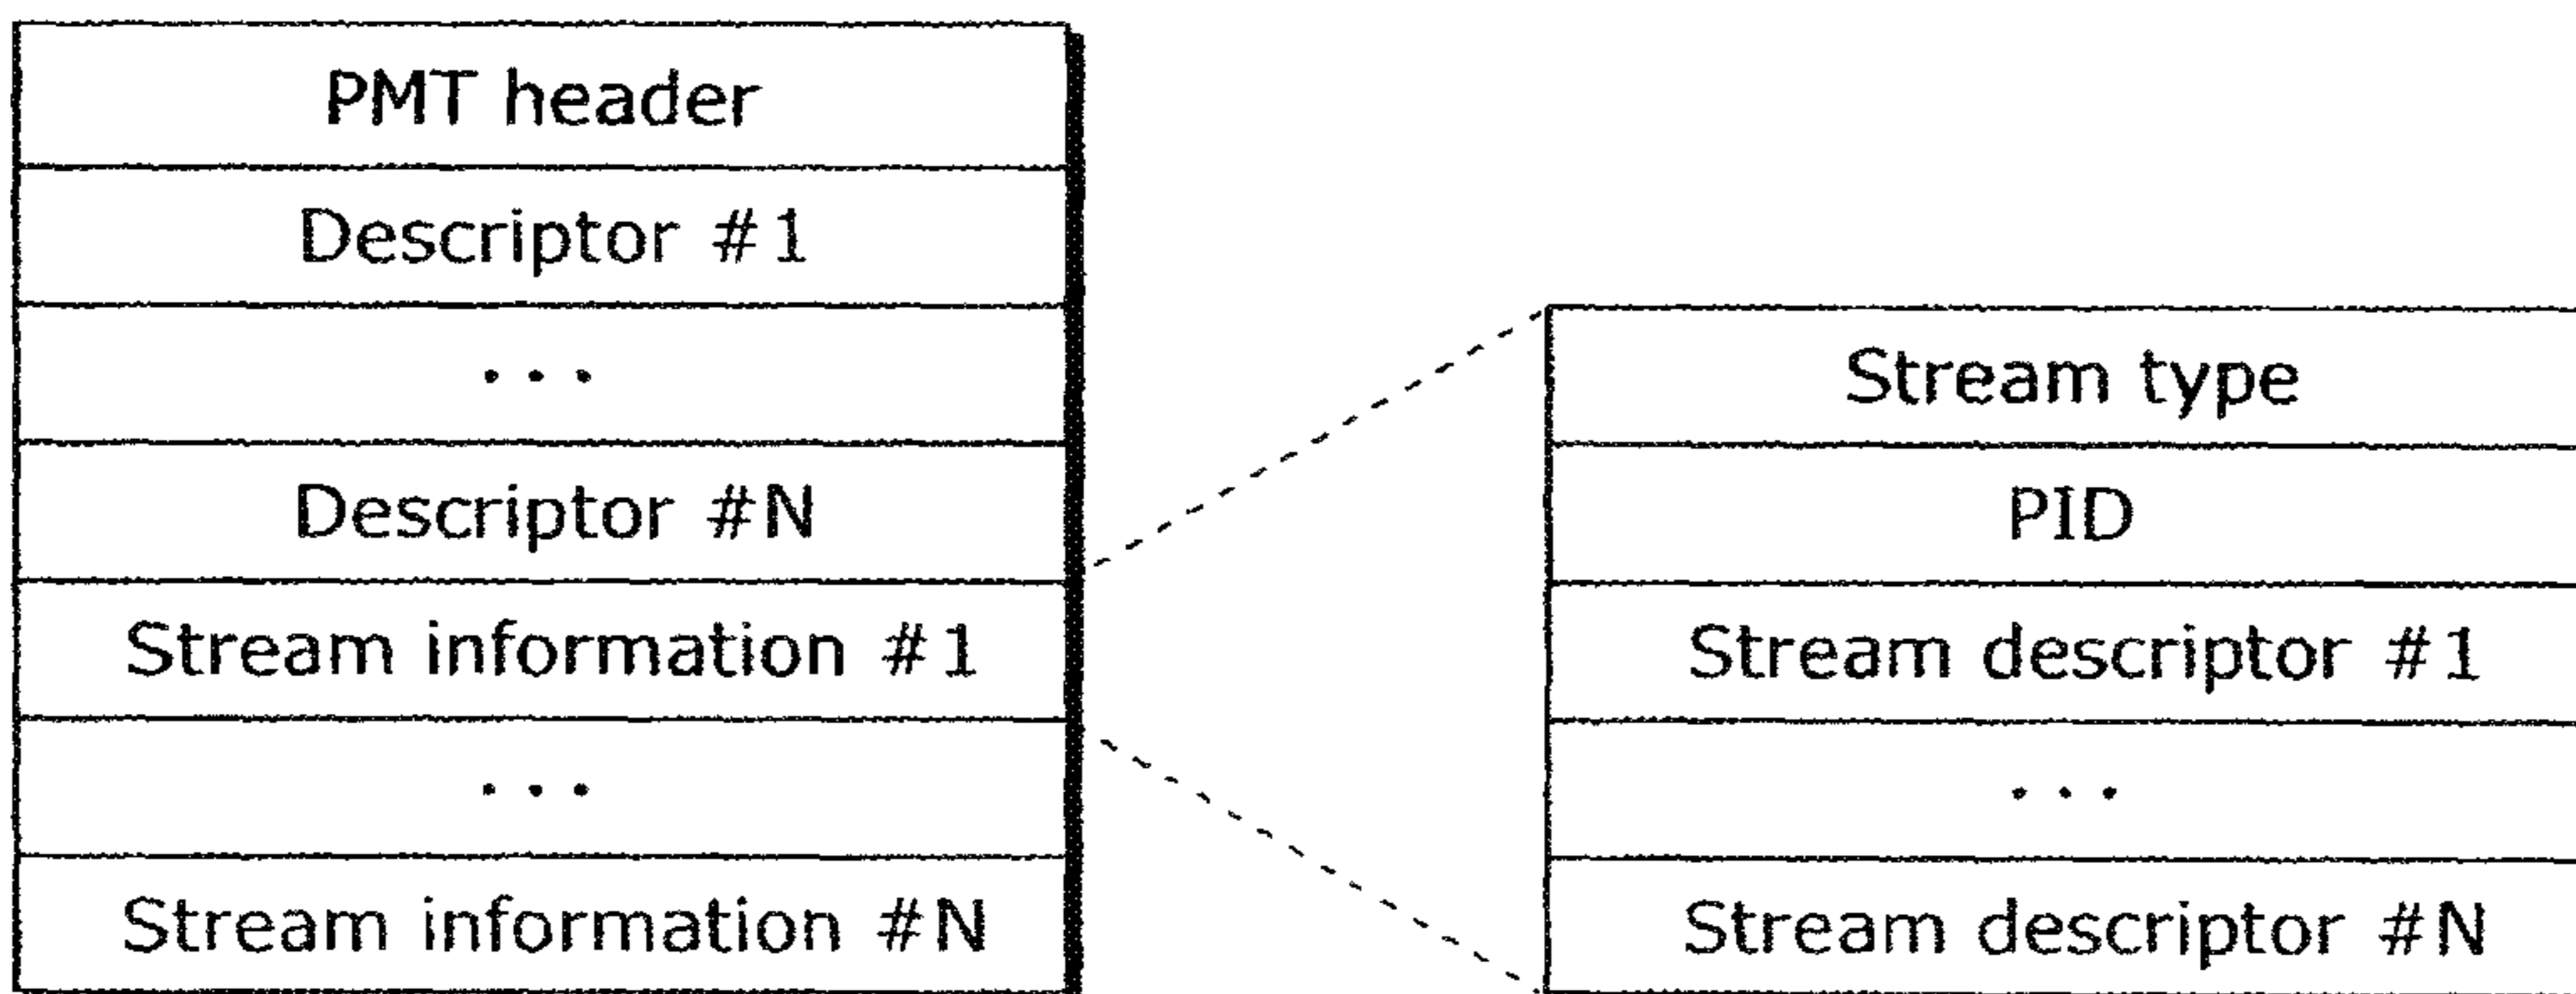 PMT header
Descriptor #1
...
Descriptor #N
Stream information #1
...
Stream information #N
Stream type
PID
Stream descriptor #1
...
Stream descriptor #N